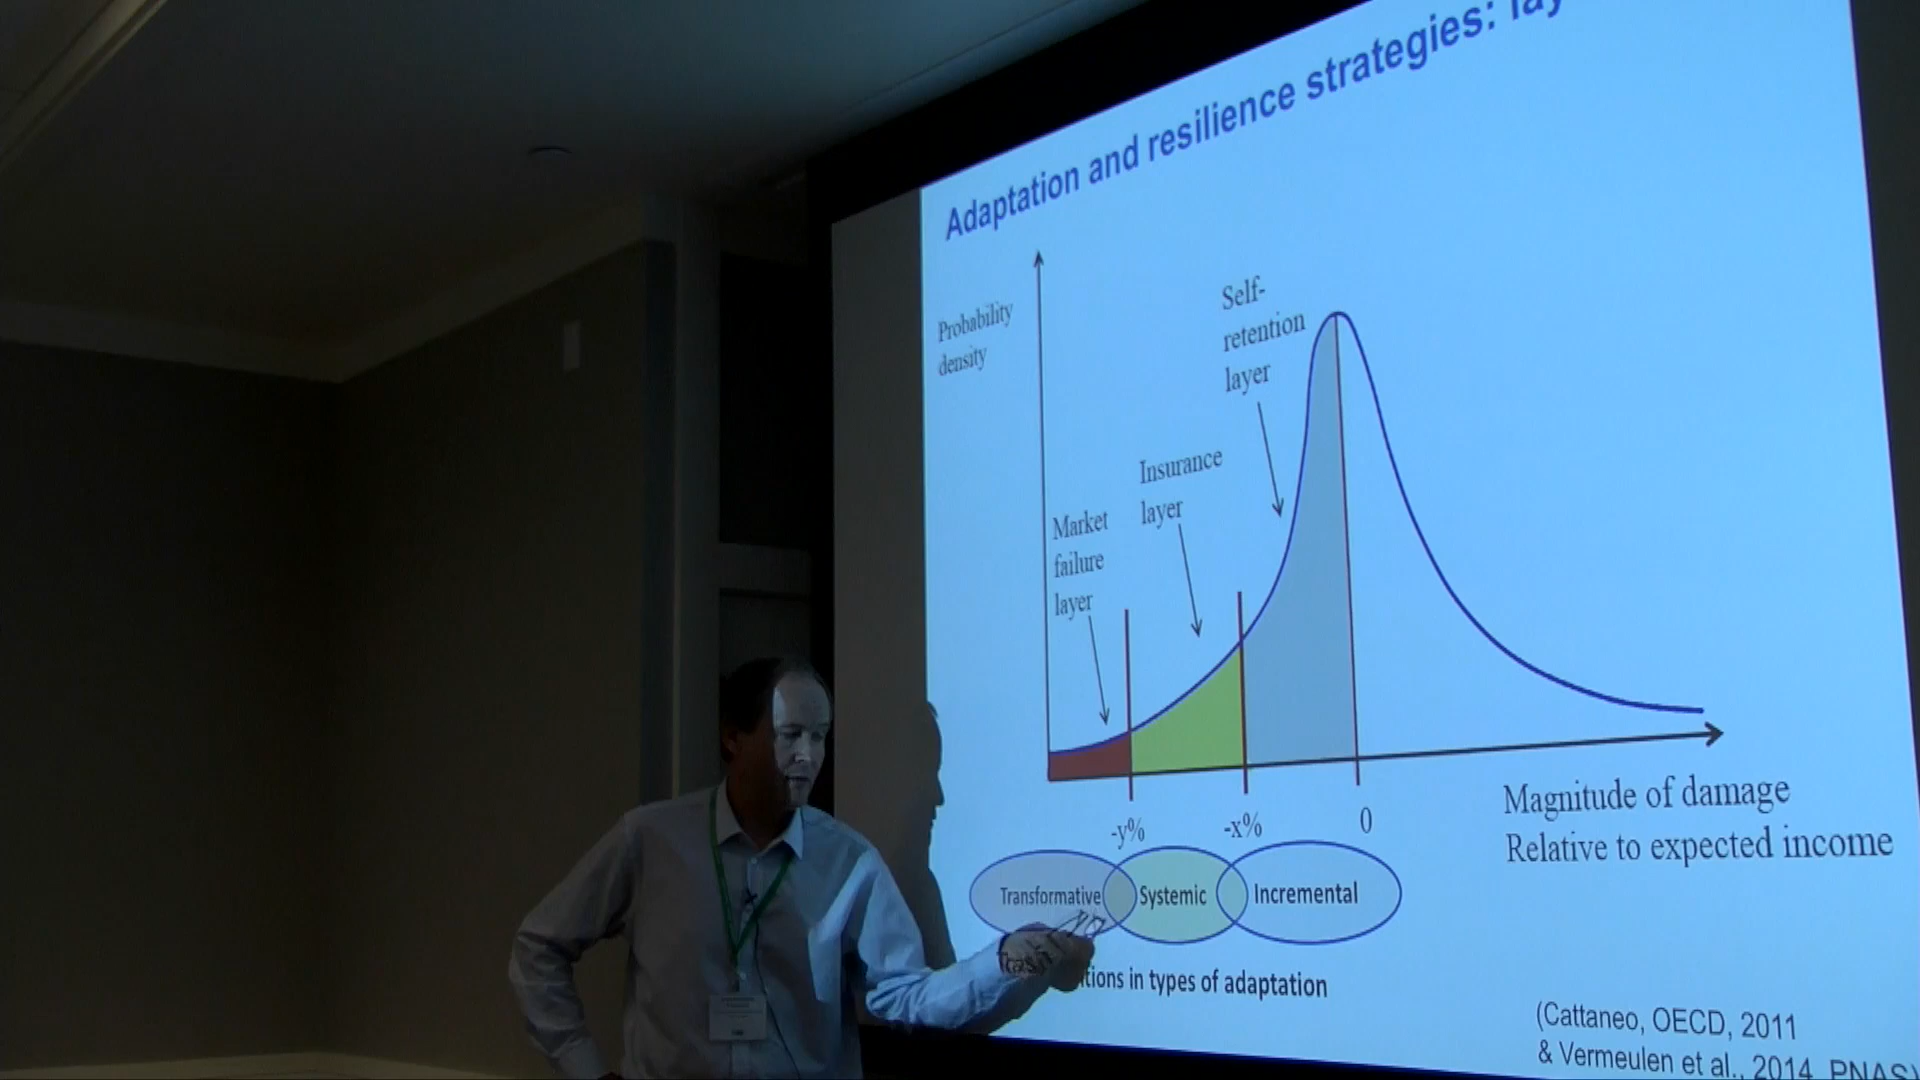 Adaptation and resilience strategies:
Probability
density
Self-
retention
layer
Insurance
layer
Market
failure
layer
-y%
-x%
0
Magnitude of damage
Relative to expected income
Transformative
Systemic
Incremental
in types of adaptation
(Cattaneo, OECD, 2011
& Vermeulen et al., 2014, PNAS)